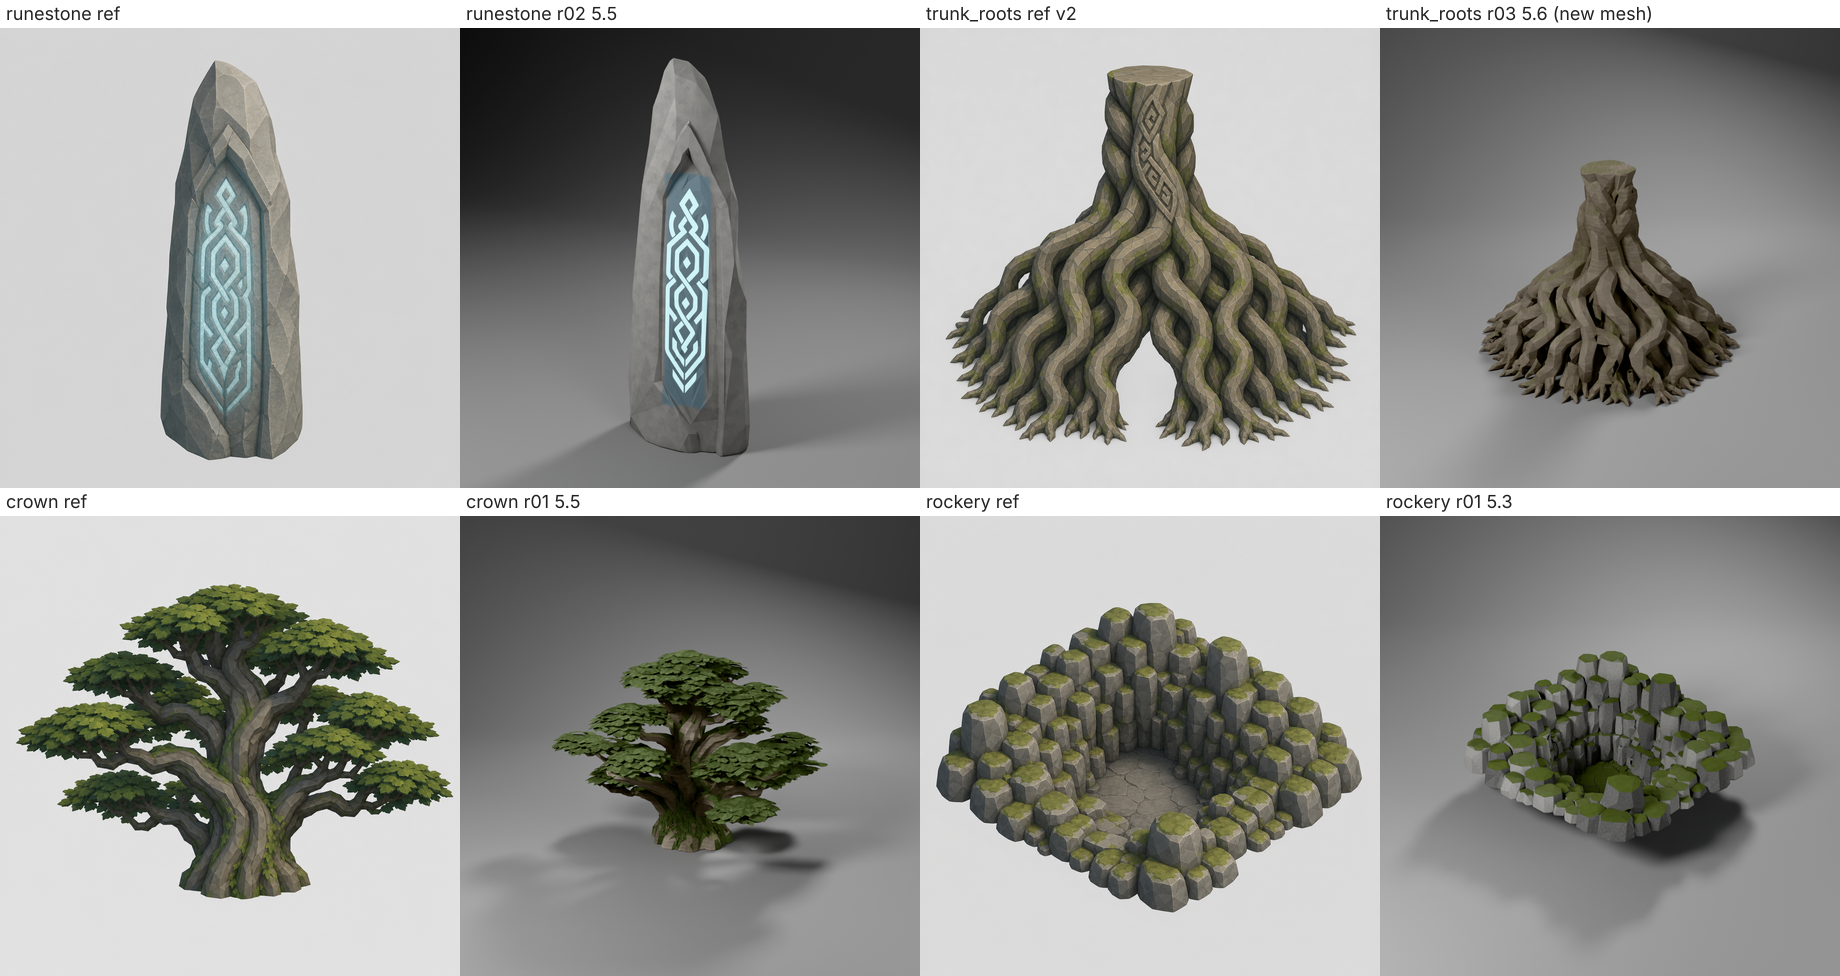 runestone ref
runestone r02 5.5
trunk_roots ref v2
trunk_roots r03 5.6 (new mesh)
crown ref
crown r01 5.5
rockery ref
rockery r01 5.3